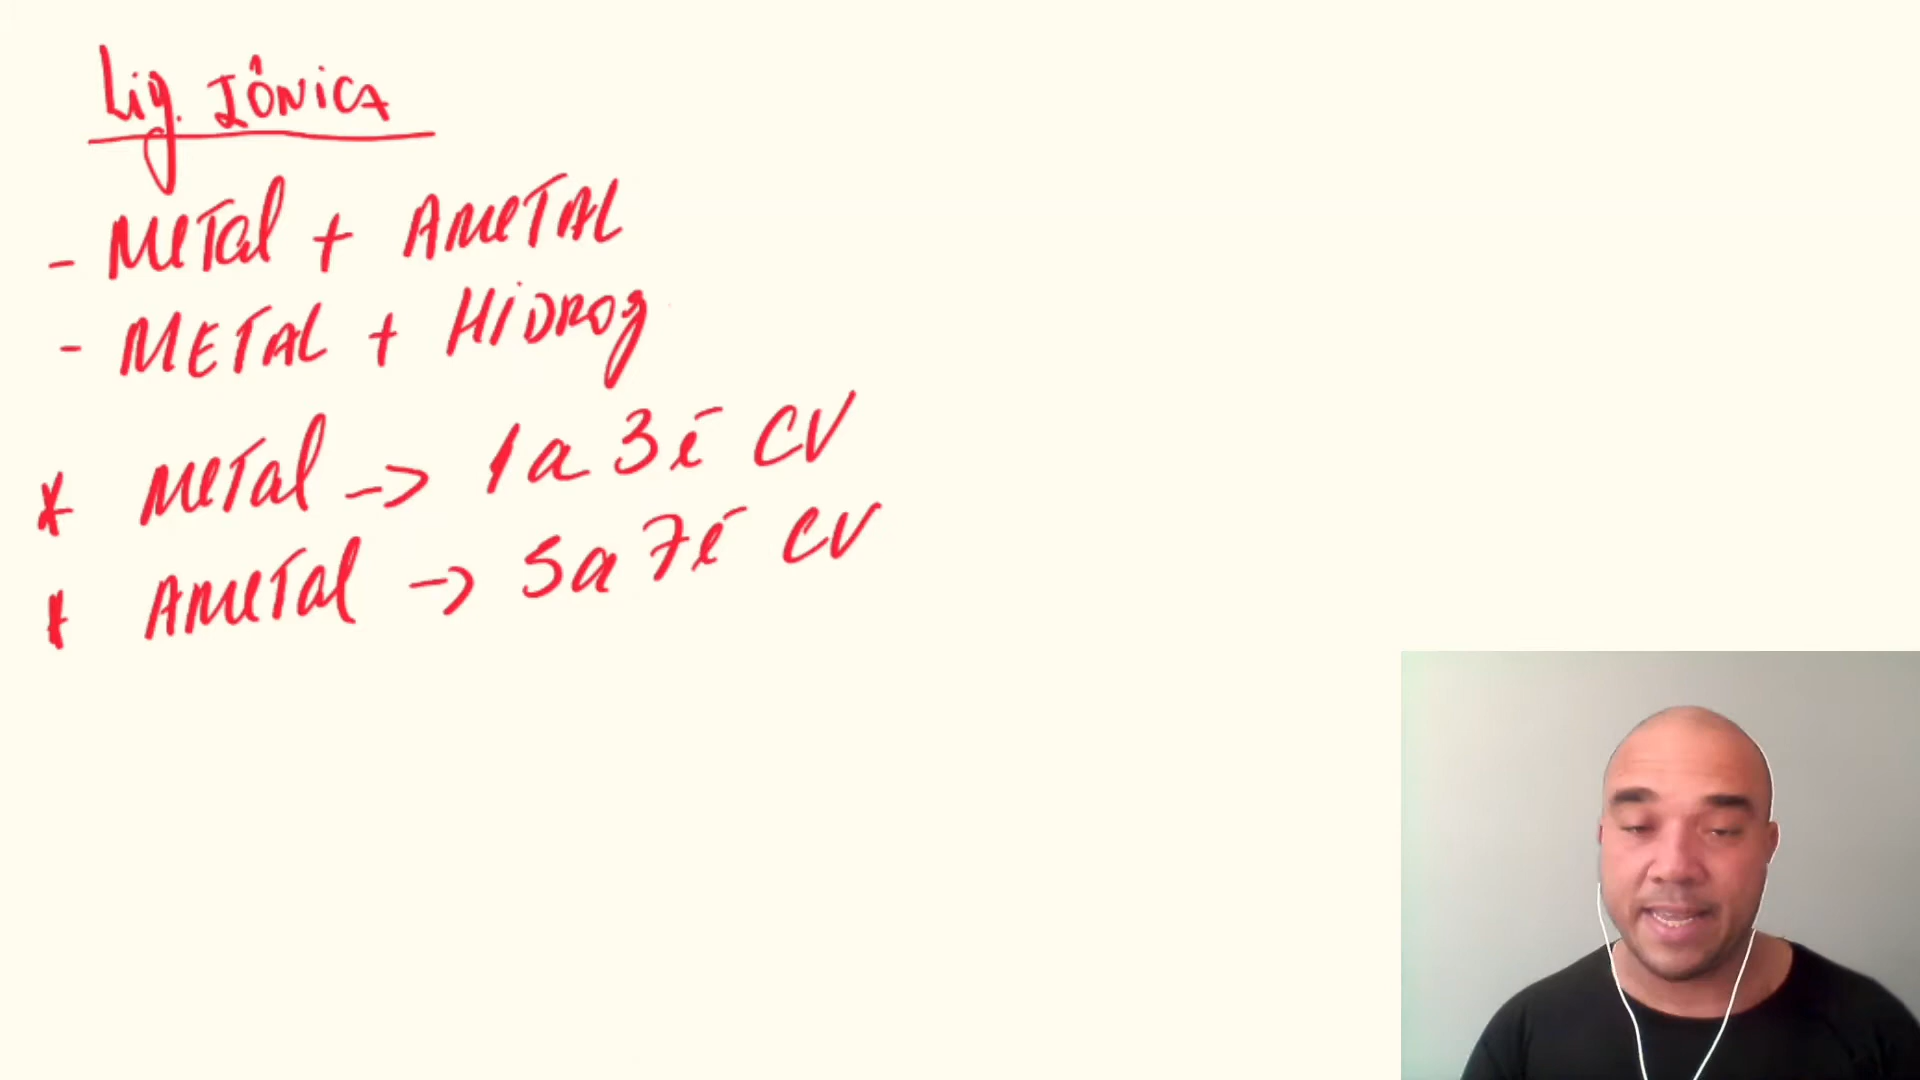 Lig. IÔNICA
- Metal + AMETAL
- METAL + HIDROG
* Metal -> 1 a 3 é CV
* AMETAL -> 5 a 7 é CV